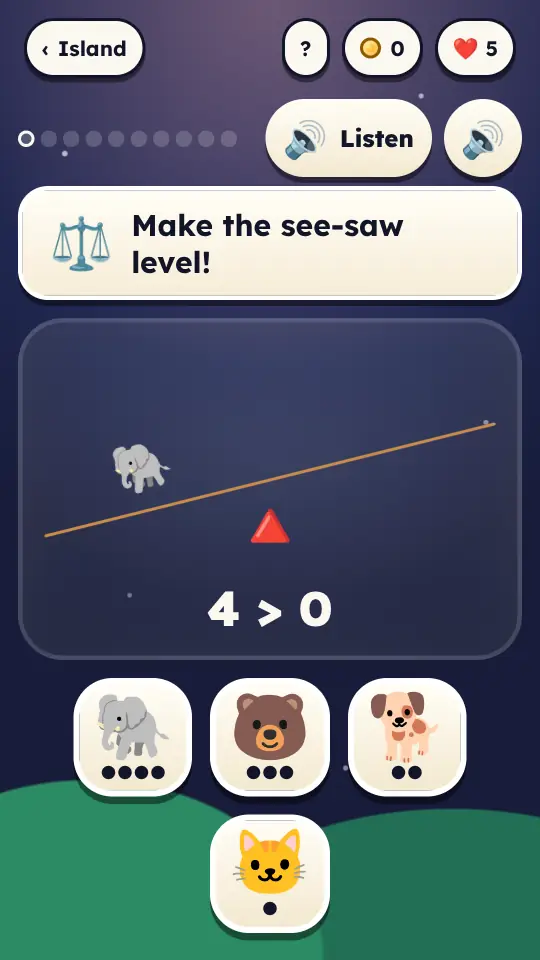 ‹ Island
?
0
5
Listen
Make the see-saw
level!
4 > 0